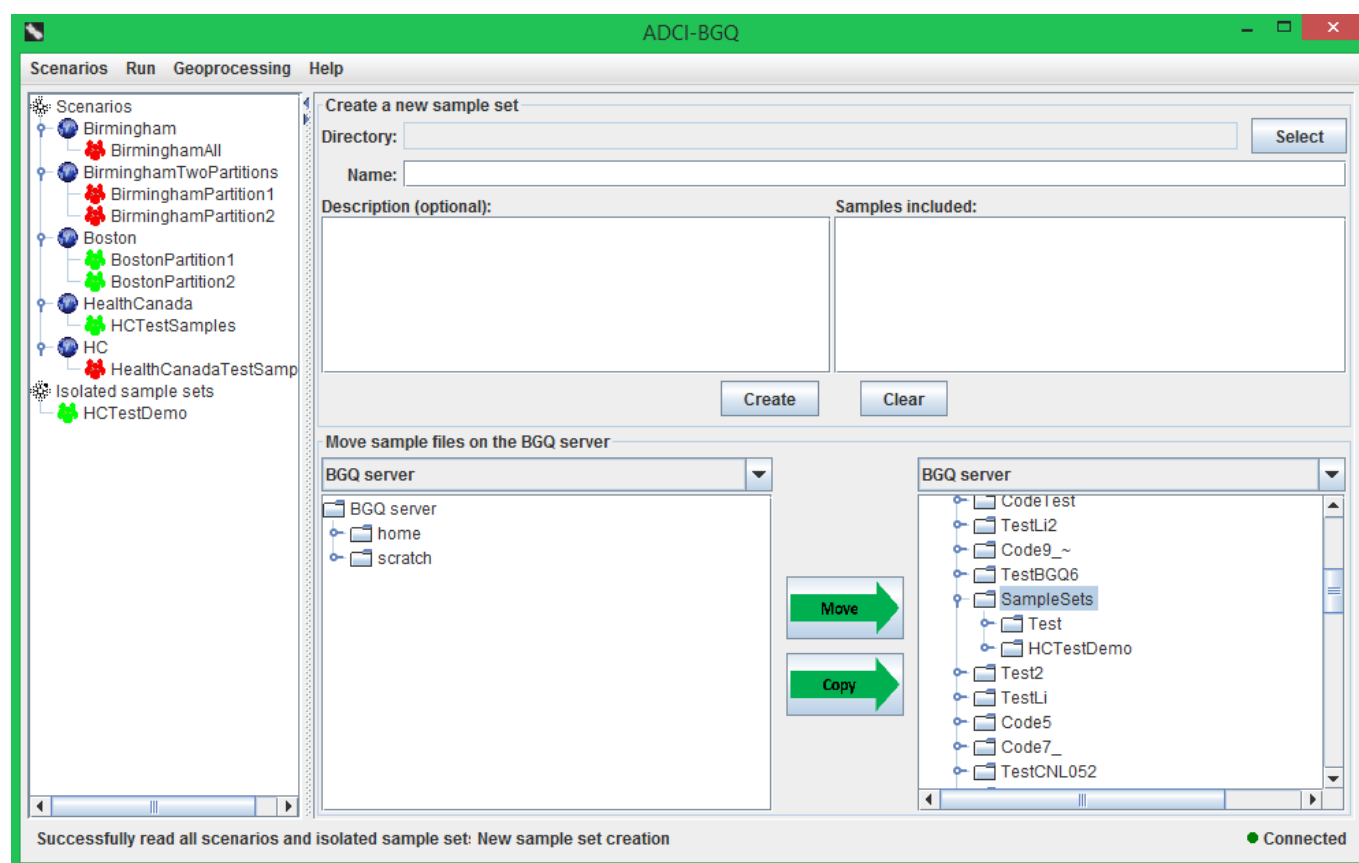 ADCI-BGQ
Scenarios Run Geoprocessing Help
Scenarios
Birmingham
BirminghamAll
BirminghamTwoPartitions
BirminghamPartition1
BirminghamPartition2
Boston
BostonPartition1
BostonPartition2
HealthCanada
HCTestSamples
HC
HealthCanadaTestSamp
Isolated sample sets
HCTestDemo
Create a new sample set
Directory:
Select
Name:
Description (optional):
Samples included:
Create
Clear
Move sample files on the BGQ server
BGQ server
BGQ server
home
scratch
Move
Copy
BGQ server
CodeTest
TestLi2
Code9_~
TestBGQ6
SampleSets
Test
HCTestDemo
Test2
TestLi
Code5
Code7_
TestCNL052
Successfully read all scenarios and isolated sample set: New sample set creation
Connected